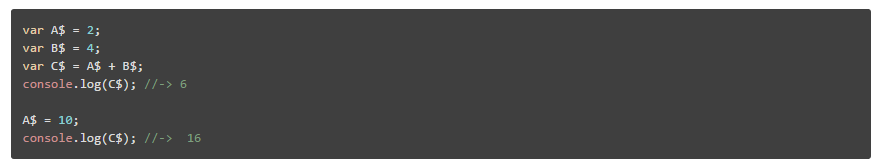 var A$ = 2;
var B$ = 4;
var C$ = A$ + B$;
console.log(C$); //-> 6

A$ = 10;
console.log(C$); //->  16